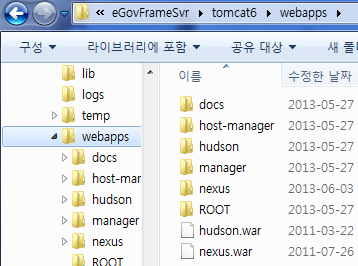 « eGovFrameSvr ▸ tomcat6 ▸ webapps ▸
구성 ▼ 라이브러리에 포함 ▼ 공유 대상 ▼ 새 폴
lib
logs
temp
webapps
docs
host-mar
hudson
manager
nexus
ROOT
이름 수정한 날짜
docs 2013-05-27
host-manager 2013-05-27
hudson 2013-05-27
manager 2013-05-27
nexus 2013-06-03
ROOT 2013-05-27
hudson.war 2011-03-22
nexus.war 2011-07-26